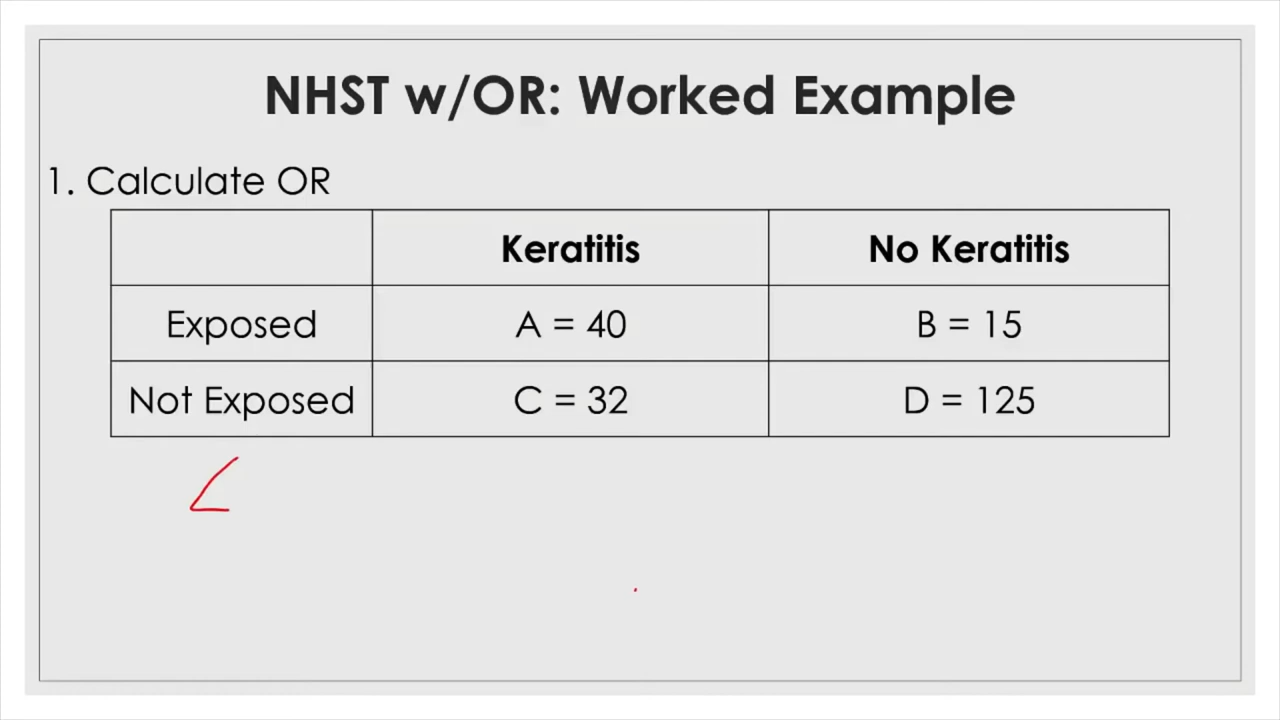 NHST w/OR: Worked Example
1. Calculate OR
Keratitis No Keratitis
Exposed A = 40 B = 15
Not Exposed C = 32 D = 125